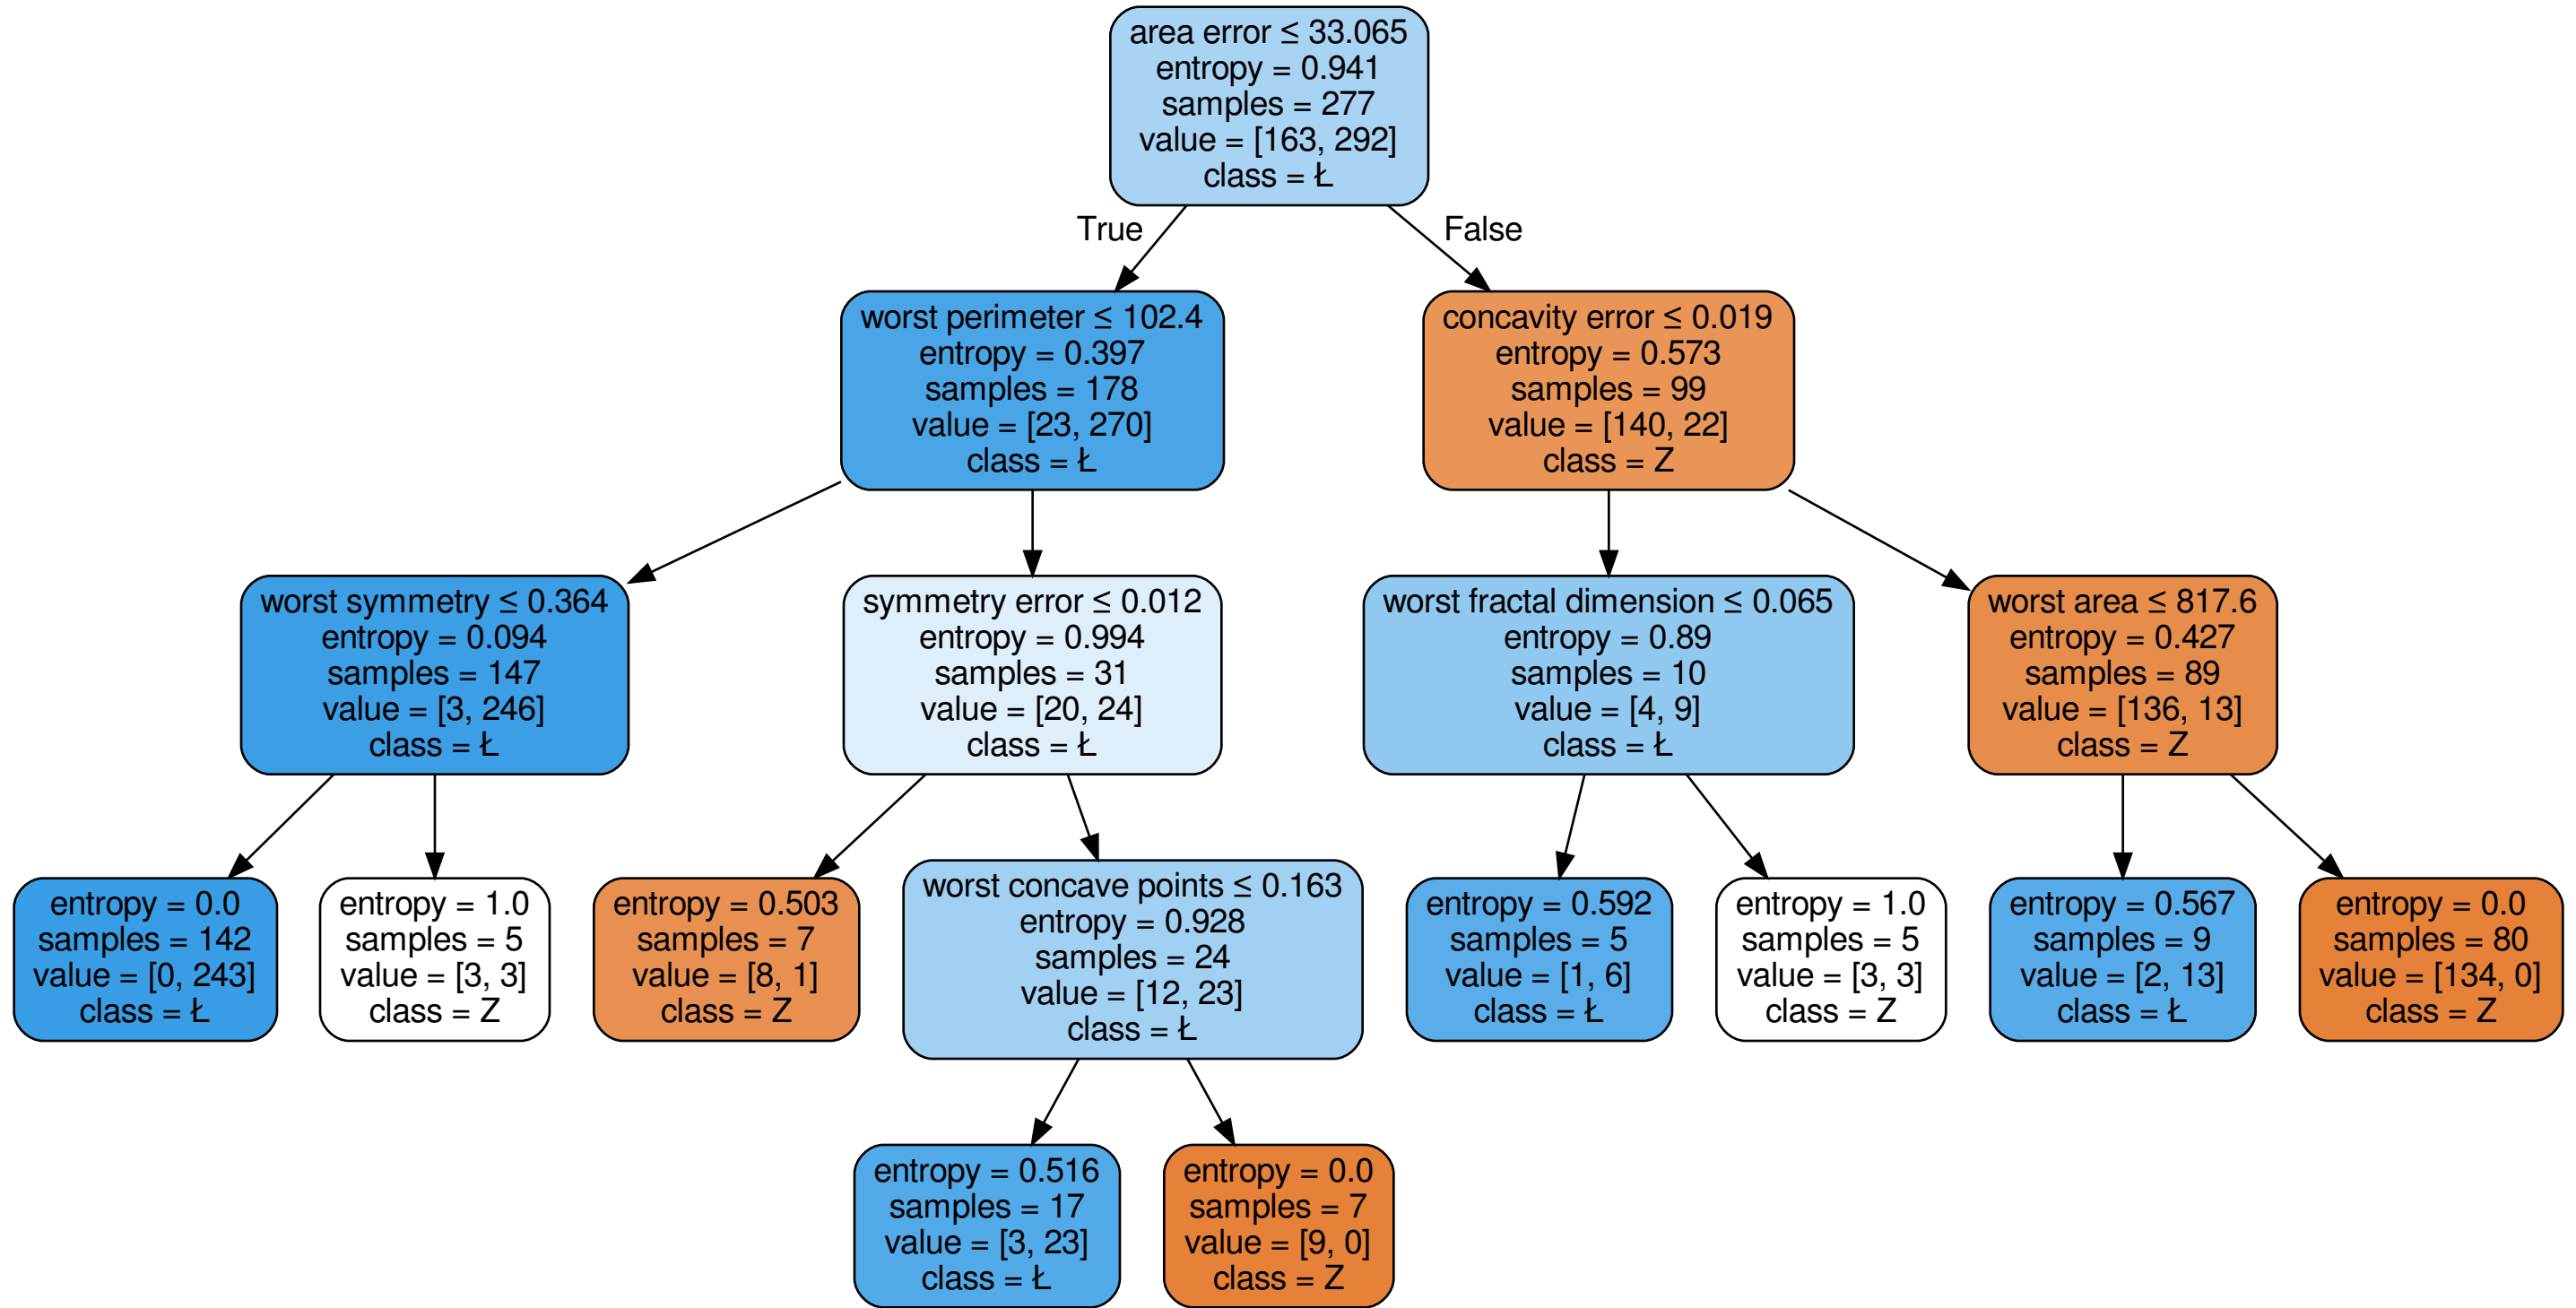 area error ≤ 33.065
entropy = 0.941
samples = 277
value = [163, 292]
class = Ł
True
False
worst perimeter ≤ 102.4
entropy = 0.397
samples = 178
value = [23, 270]
class = Ł
concavity error ≤ 0.019
entropy = 0.573
samples = 99
value = [140, 22]
class = Z
worst symmetry ≤ 0.364
entropy = 0.094
samples = 147
value = [3, 246]
class = Ł
symmetry error ≤ 0.012
entropy = 0.994
samples = 31
value = [20, 24]
class = Ł
worst fractal dimension ≤ 0.065
entropy = 0.89
samples = 10
value = [4, 9]
class = Ł
worst area ≤ 817.6
entropy = 0.427
samples = 89
value = [136, 13]
class = Z
entropy = 0.0
samples = 142
value = [0, 243]
class = Ł
entropy = 1.0
samples = 5
value = [3, 3]
class = Z
entropy = 0.503
samples = 7
value = [8, 1]
class = Z
worst concave points ≤ 0.163
entropy = 0.928
samples = 24
value = [12, 23]
class = Ł
entropy = 0.592
samples = 5
value = [1, 6]
class = Ł
entropy = 1.0
samples = 5
value = [3, 3]
class = Z
entropy = 0.567
samples = 9
value = [2, 13]
class = Ł
entropy = 0.0
samples = 80
value = [134, 0]
class = Z
entropy = 0.516
samples = 17
value = [3, 23]
class = Ł
entropy = 0.0
samples = 7
value = [9, 0]
class = Z